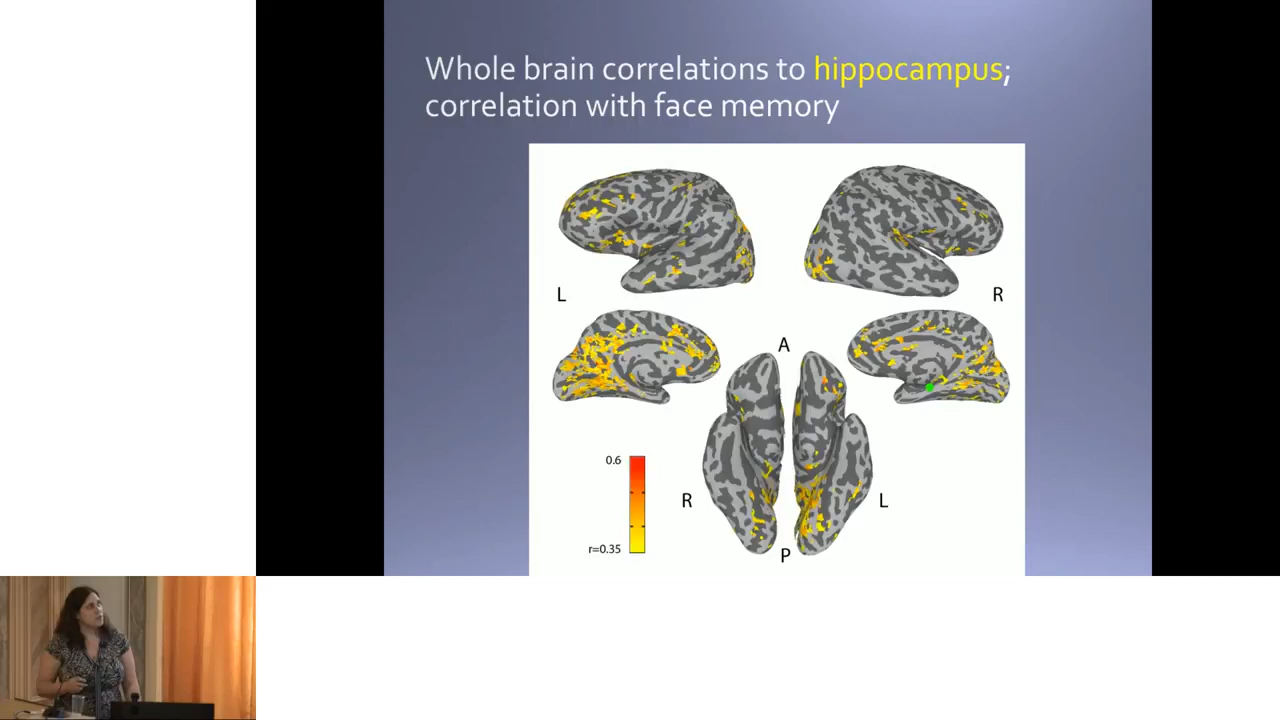 Whole brain correlations to hippocampus;
correlation with face memory
L
R
A
0.6
R
L
r=0.35
P